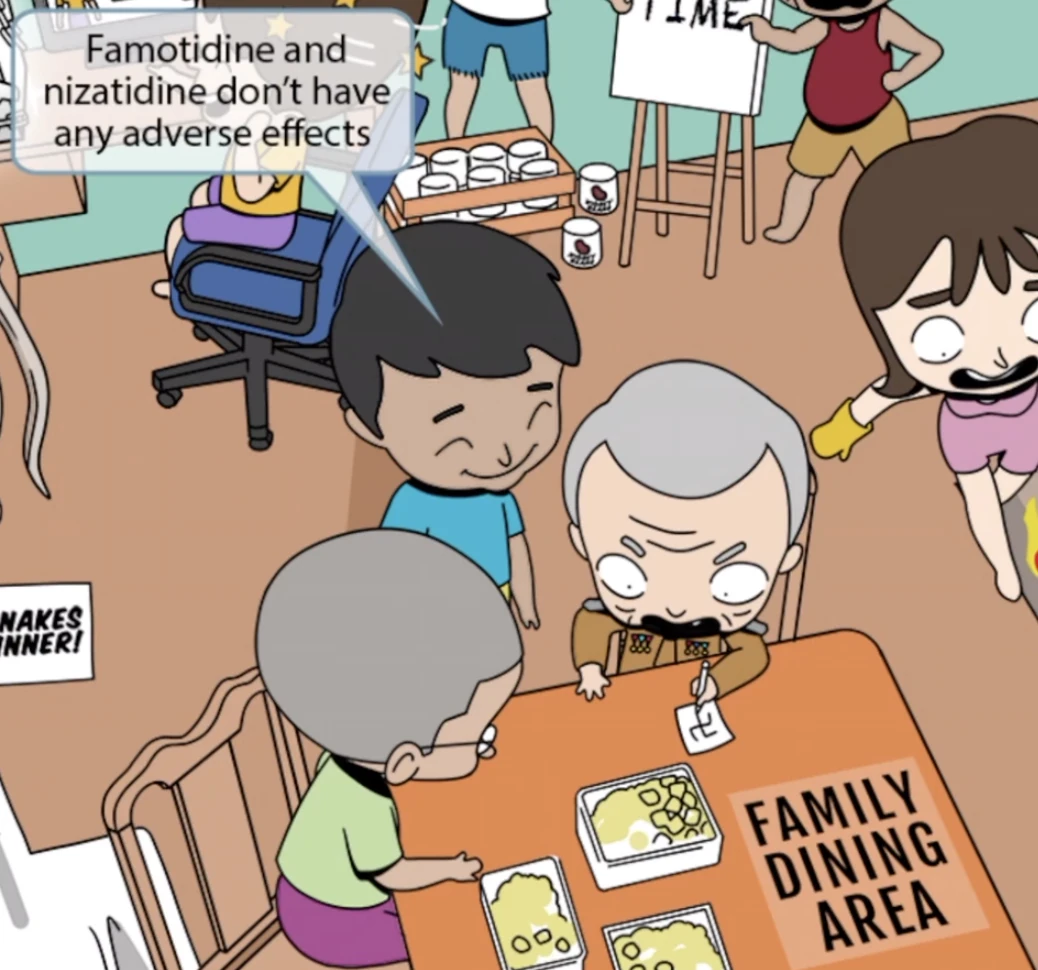 TIME
Famotidine and
nizatidine don't have
any adverse effects
NAKES
INNER!
FAMILY
DINING
AREA